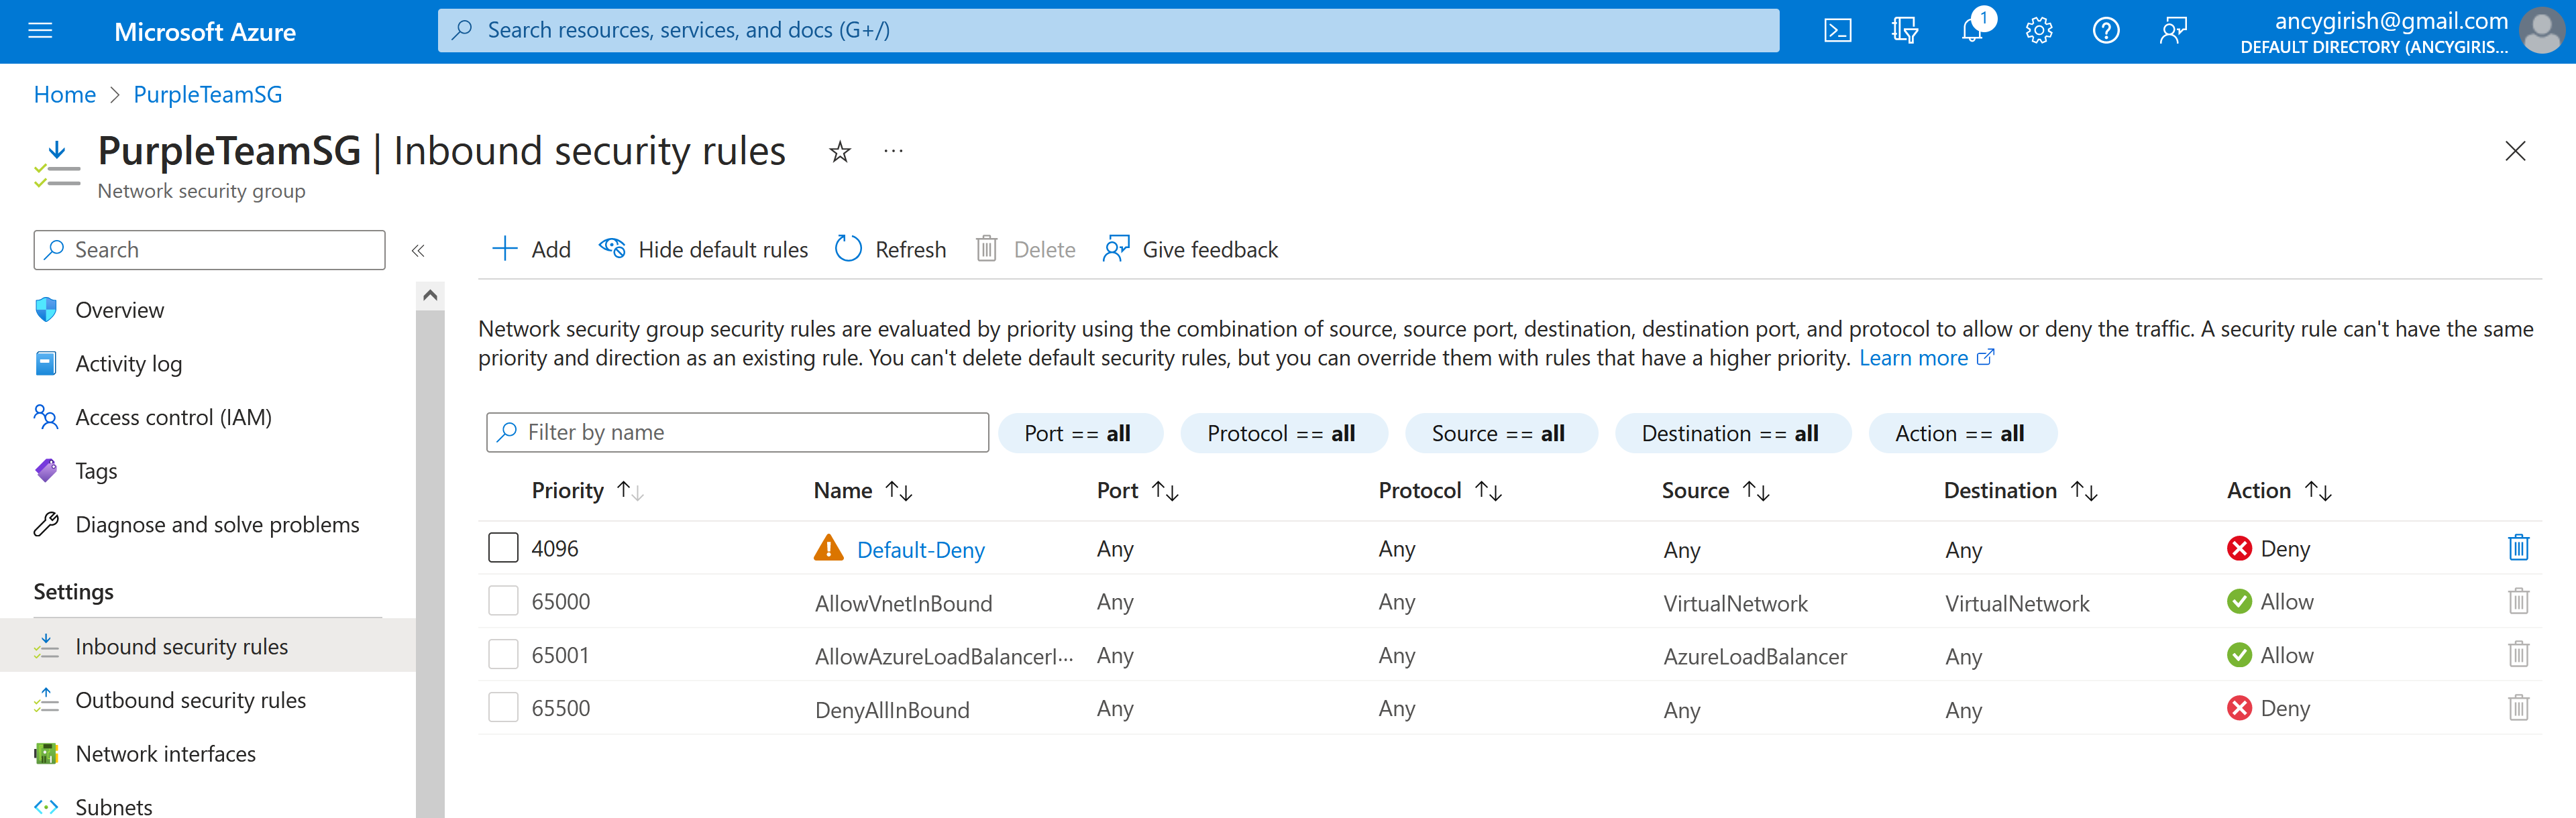 Microsoft Azure
Search resources, services, and docs (G+/)
1
ancygirish@gmail.com
DEFAULT DIRECTORY (ANCYGIRIS...
Home > PurpleTeamSG
PurpleTeamSG | Inbound security rules ...
Network security group
Search «
+ Add Hide default rules Refresh Delete Give feedback
Overview
Activity log
Access control (IAM)
Tags
Diagnose and solve problems
Settings
Inbound security rules
Outbound security rules
Network interfaces
Subnets
Network security group security rules are evaluated by priority using the combination of source, source port, destination, destination port, and protocol to allow or deny the traffic. A security rule can't have the same
priority and direction as an existing rule. You can't delete default security rules, but you can override them with rules that have a higher priority. Learn more
Filter by name Port == all Protocol == all Source == all Destination == all Action == all
Priority ↑↓ Name ↑↓ Port ↑↓ Protocol ↑↓ Source ↑↓ Destination ↑↓ Action ↑↓
4096 Default-Deny Any Any Any Any Deny
65000 AllowVnetInBound Any Any VirtualNetwork VirtualNetwork Allow
65001 AllowAzureLoadBalancerI... Any Any AzureLoadBalancer Any Allow
65500 DenyAllInBound Any Any Any Any Deny